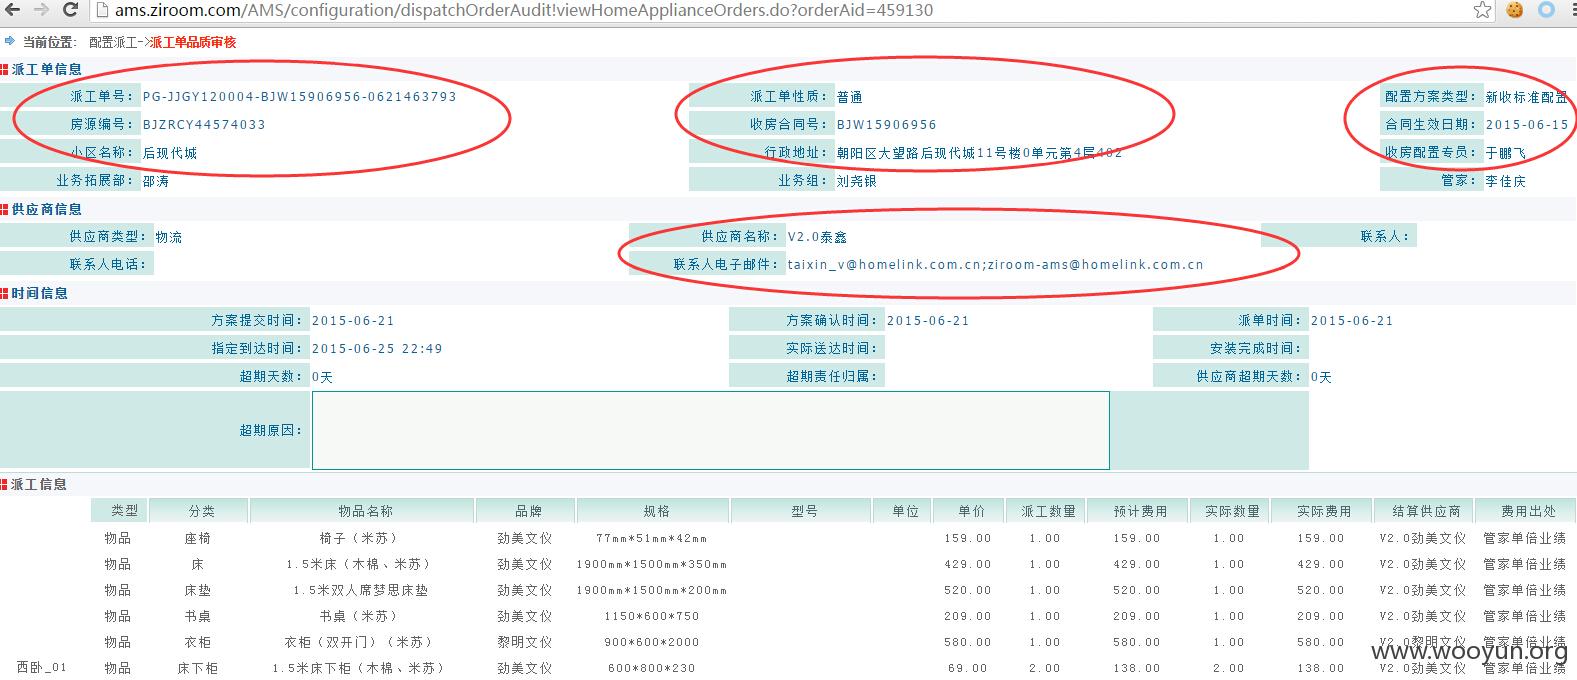 ams.ziroom.com/AMS/configuration/dispatchOrderAudit!viewHomeApplianceOrders.do?orderAid=459130
当前位置： 配置派工->派工单品质审核
派工单信息
派工单号： PG-JJGY120004-BJW15906956-0621463793 派工单性质： 普通 配置方案类型： 新收标准配置
房源编号： BJZRCY44574033 收房合同号： BJW15906956 合同生效日期： 2015-06-15
小区名称： 后现代城 行政地址： 朝阳区大望路后现代城11号楼0单元第4层402 收房配置专员： 于鹏飞
业务拓展部： 邵涛 业务组： 刘尧银 管家： 李佳庆
供应商信息
供应商类型： 物流 供应商名称： V2.0泰鑫 联系人：
联系人电话： 联系人电子邮件： taixin_v@homelink.com.cn;ziroom-ams@homelink.com.cn
时间信息
方案提交时间： 2015-06-21 方案确认时间： 2015-06-21 派单时间： 2015-06-21
指定到达时间： 2015-06-25 22:49 实际送达时间： 安装完成时间：
超期天数： 0天 超期责任归属： 供应商超期天数： 0天
超期原因：
派工信息
类型 分类 物品名称 品牌 规格 型号 单位 单价 派工数量 预计费用 实际数量 实际费用 结算供应商 费用出处
物品 座椅 椅子（米苏） 劲美文仪 77mm*51mm*42mm 159.00 1.00 159.00 1.00 159.00 V2.0劲美文仪 管家单倍业绩
物品 床 1.5米床（木棉、米苏） 劲美文仪 1900mm*1500mm*350mm 429.00 1.00 429.00 1.00 429.00 V2.0劲美文仪 管家单倍业绩
物品 床垫 1.5米双人席梦思床垫 劲美文仪 1900mm*1500mm*200mm 520.00 1.00 520.00 1.00 520.00 V2.0劲美文仪 管家单倍业绩
物品 书桌 书桌（米苏） 劲美文仪 1150*600*750 209.00 1.00 209.00 1.00 209.00 V2.0劲美文仪 管家单倍业绩
物品 衣柜 衣柜（双开门）（米苏） 黎明文仪 900*600*2000 580.00 1.00 580.00 1.00 580.00 V2.0黎明文仪 管家单倍业绩
西卧_01 物品 床下柜 1.5米床下柜（木棉、米苏） 劲美文仪 600*800*230 69.00 2.00 138.00 2.00 138.00 V2.0劲美文仪 管家单倍业绩
www.wooyun.org